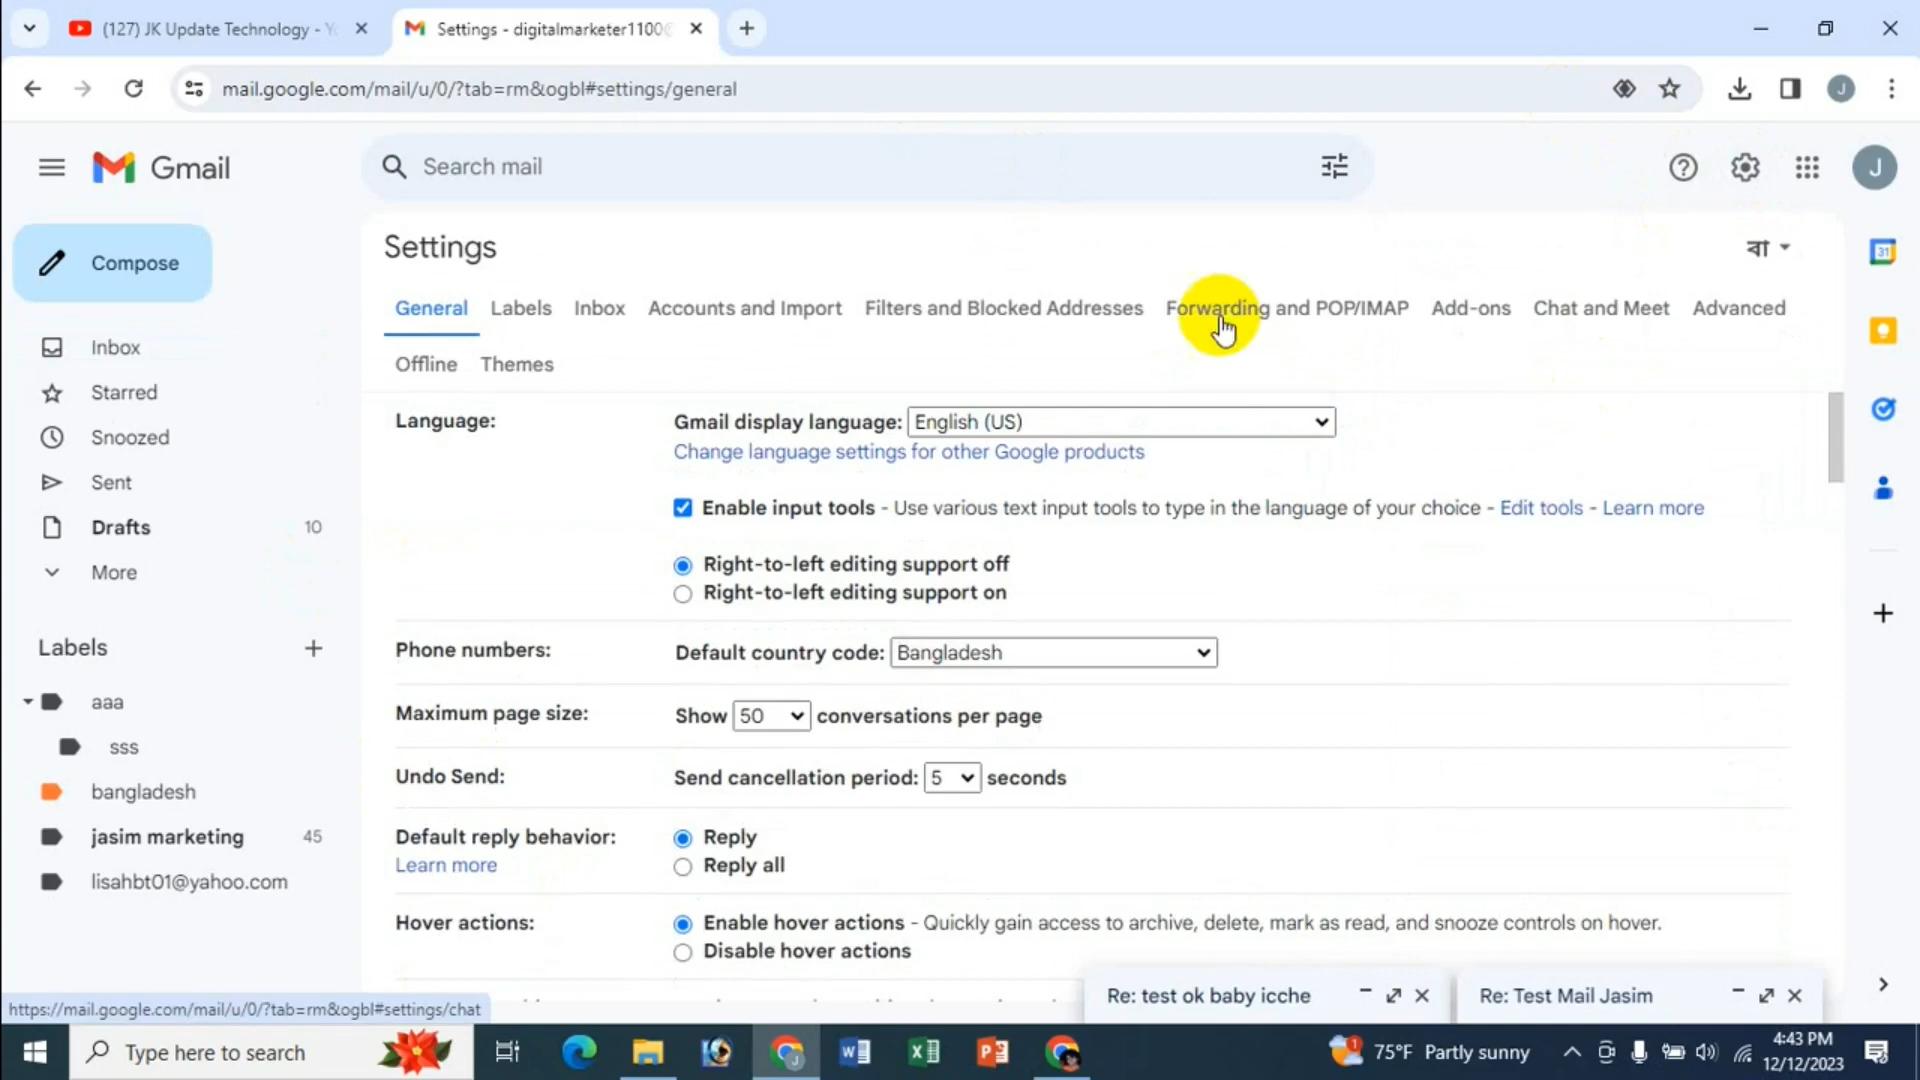 (127) JK Update Technology - Y
Settings - digitalmarketer1100@
mail.google.com/mail/u/0/?tab=rm&ogbl#settings/general
J
Gmail
Search mail
J
Compose
Settings
বা
31
General Labels Inbox Accounts and Import Filters and Blocked Addresses Forwarding and POP/IMAP Add-ons Chat and Meet Advanced
Offline Themes
Inbox
Starred
Snoozed
Sent
Drafts 10
More
Labels
aaa
sss
bangladesh
jasim marketing 45
lisahbt01@yahoo.com
Language: Gmail display language: English (US)
Change language settings for other Google products
Enable input tools - Use various text input tools to type in the language of your choice - Edit tools - Learn more
Right-to-left editing support off
Right-to-left editing support on
Phone numbers: Default country code: Bangladesh
Maximum page size: Show 50 conversations per page
Undo Send: Send cancellation period: 5 seconds
Default reply behavior: Reply
Learn more Reply all
Hover actions: Enable hover actions - Quickly gain access to archive, delete, mark as read, and snooze controls on hover.
Disable hover actions
Re: test ok baby icche
Re: Test Mail Jasim
https://mail.google.com/mail/u/0/?tab=rm&ogbl#settings/chat
Type here to search
75°F Partly sunny
4:43 PM
12/12/2023